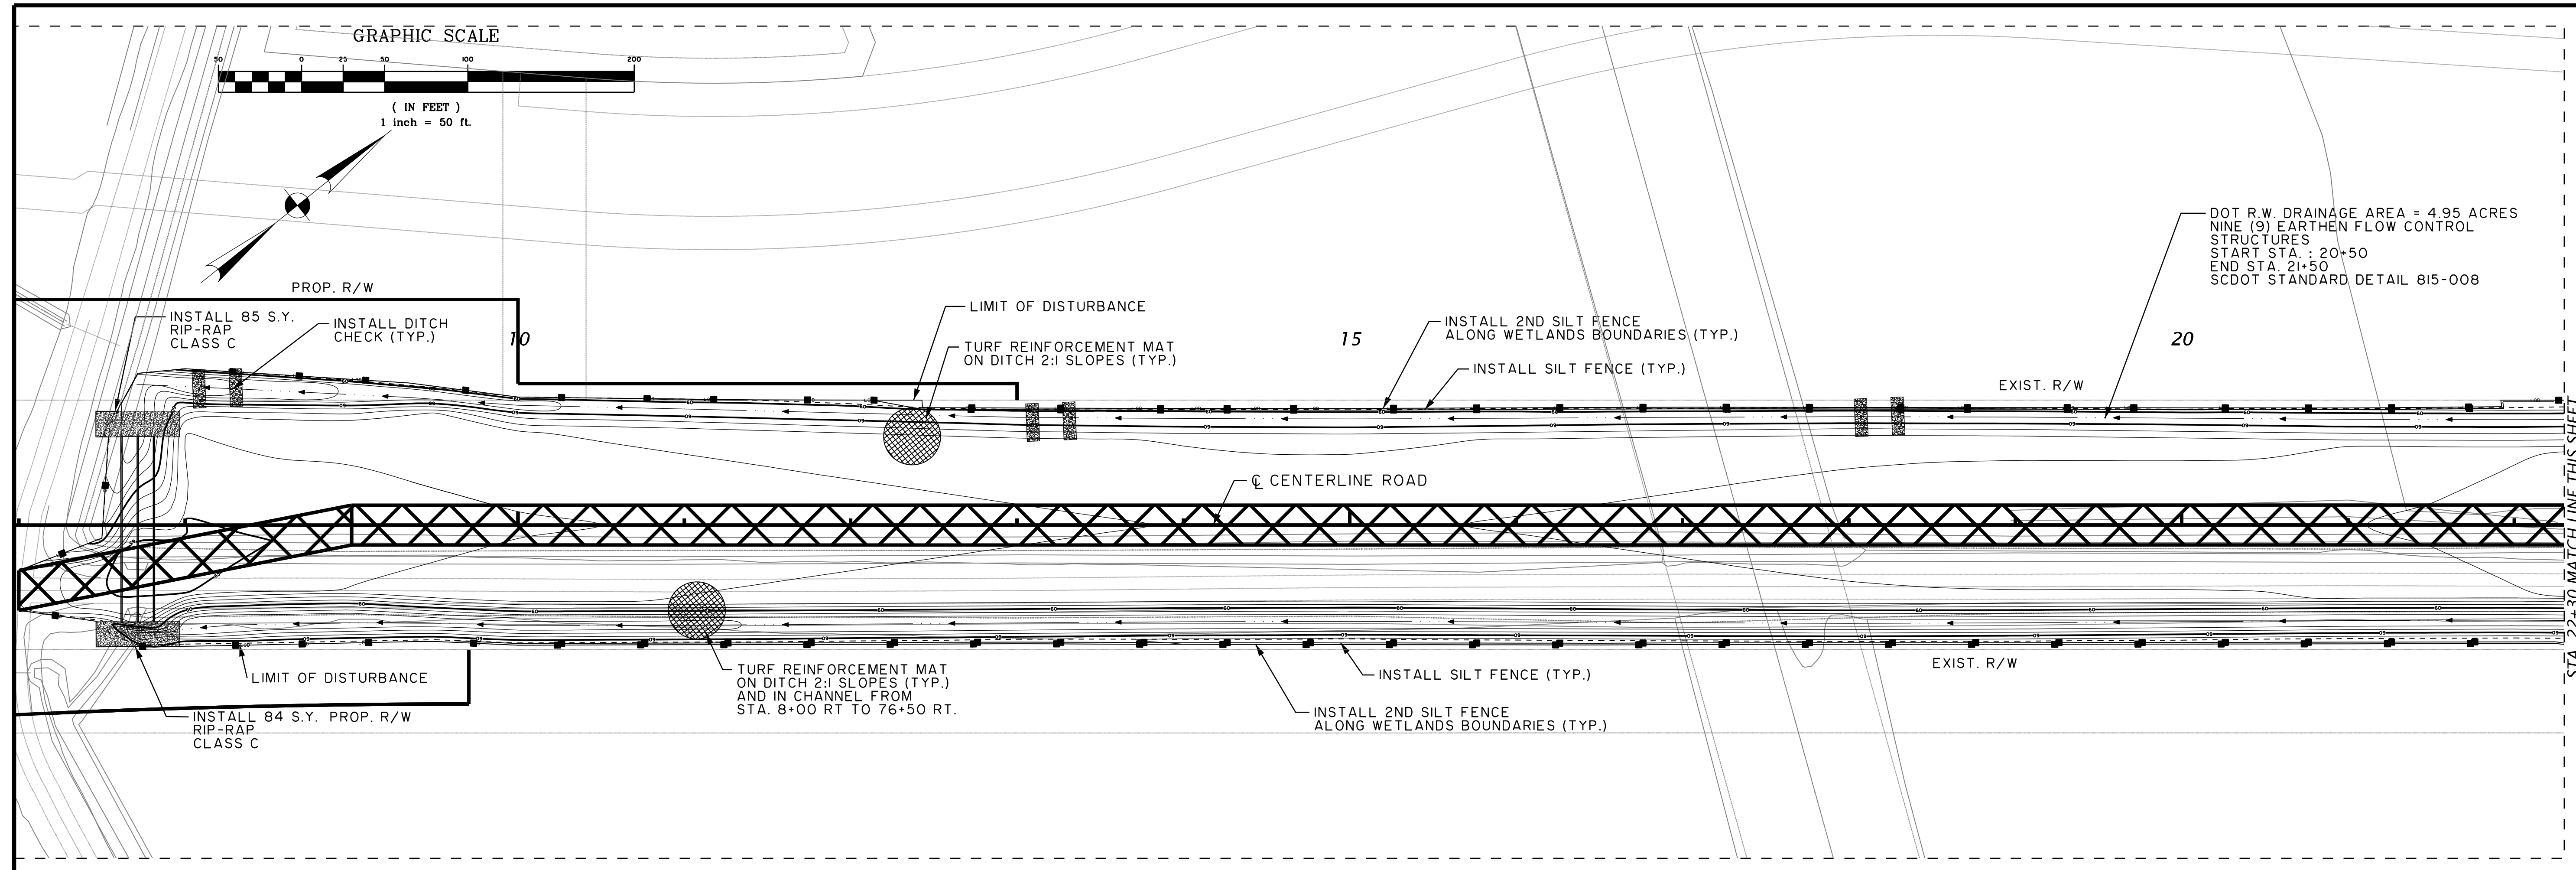 GRAPHIC SCALE
50 0 25 50 100 200
( IN FEET )
1 inch = 50 ft.
PROP. R/W
INSTALL 85 S.Y.
RIP-RAP
CLASS C
INSTALL DITCH
CHECK (TYP.)
10
LIMIT OF DISTURBANCE
TURF REINFORCEMENT MAT
ON DITCH 2:1 SLOPES (TYP.)
15
INSTALL 2ND SILT FENCE
ALONG WETLANDS BOUNDARIES (TYP.)
INSTALL SILT FENCE (TYP.)
20
EXIST. R/W
DOT R.W. DRAINAGE AREA = 4.95 ACRES
NINE (9) EARTHEN FLOW CONTROL
STRUCTURES
START STA. : 20+50
END STA. 21+50
SCDOT STANDARD DETAIL 815-008
℄ CENTERLINE ROAD
STA. 22+30 MATCH LINE THIS SHEET
LIMIT OF DISTURBANCE
INSTALL 84 S.Y.
RIP-RAP
CLASS C
PROP. R/W
TURF REINFORCEMENT MAT
ON DITCH 2:1 SLOPES (TYP.)
AND IN CHANNEL FROM
STA. 8+00 RT TO 76+50 RT.
INSTALL SILT FENCE (TYP.)
INSTALL 2ND SILT FENCE
ALONG WETLANDS BOUNDARIES (TYP.)
EXIST. R/W